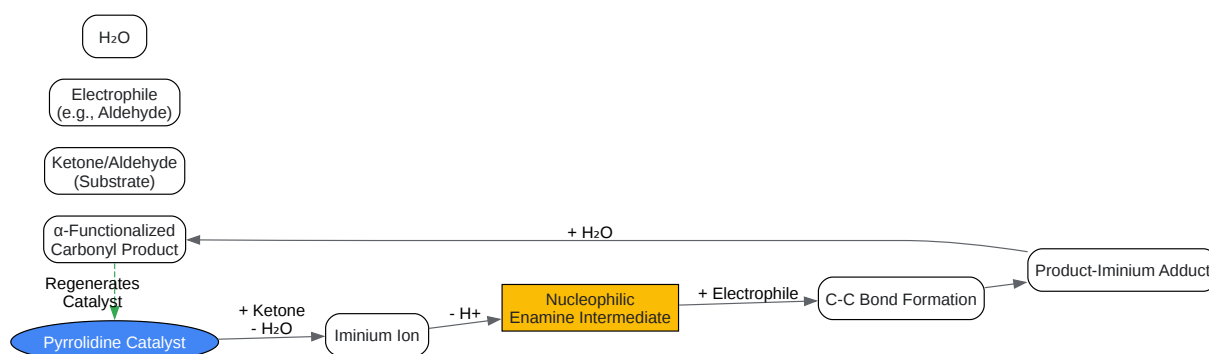 H₂O
Electrophile
(e.g., Aldehyde)
Ketone/Aldehyde
(Substrate)
α-Functionalized
Carbonyl Product
+ H₂O
Product-Iminium Adduct
Regenerates
Catalyst
Pyrrolidine Catalyst
+ Ketone
- H₂O
Iminium Ion
- H+
Nucleophilic
Enamine Intermediate
+ Electrophile
C-C Bond Formation